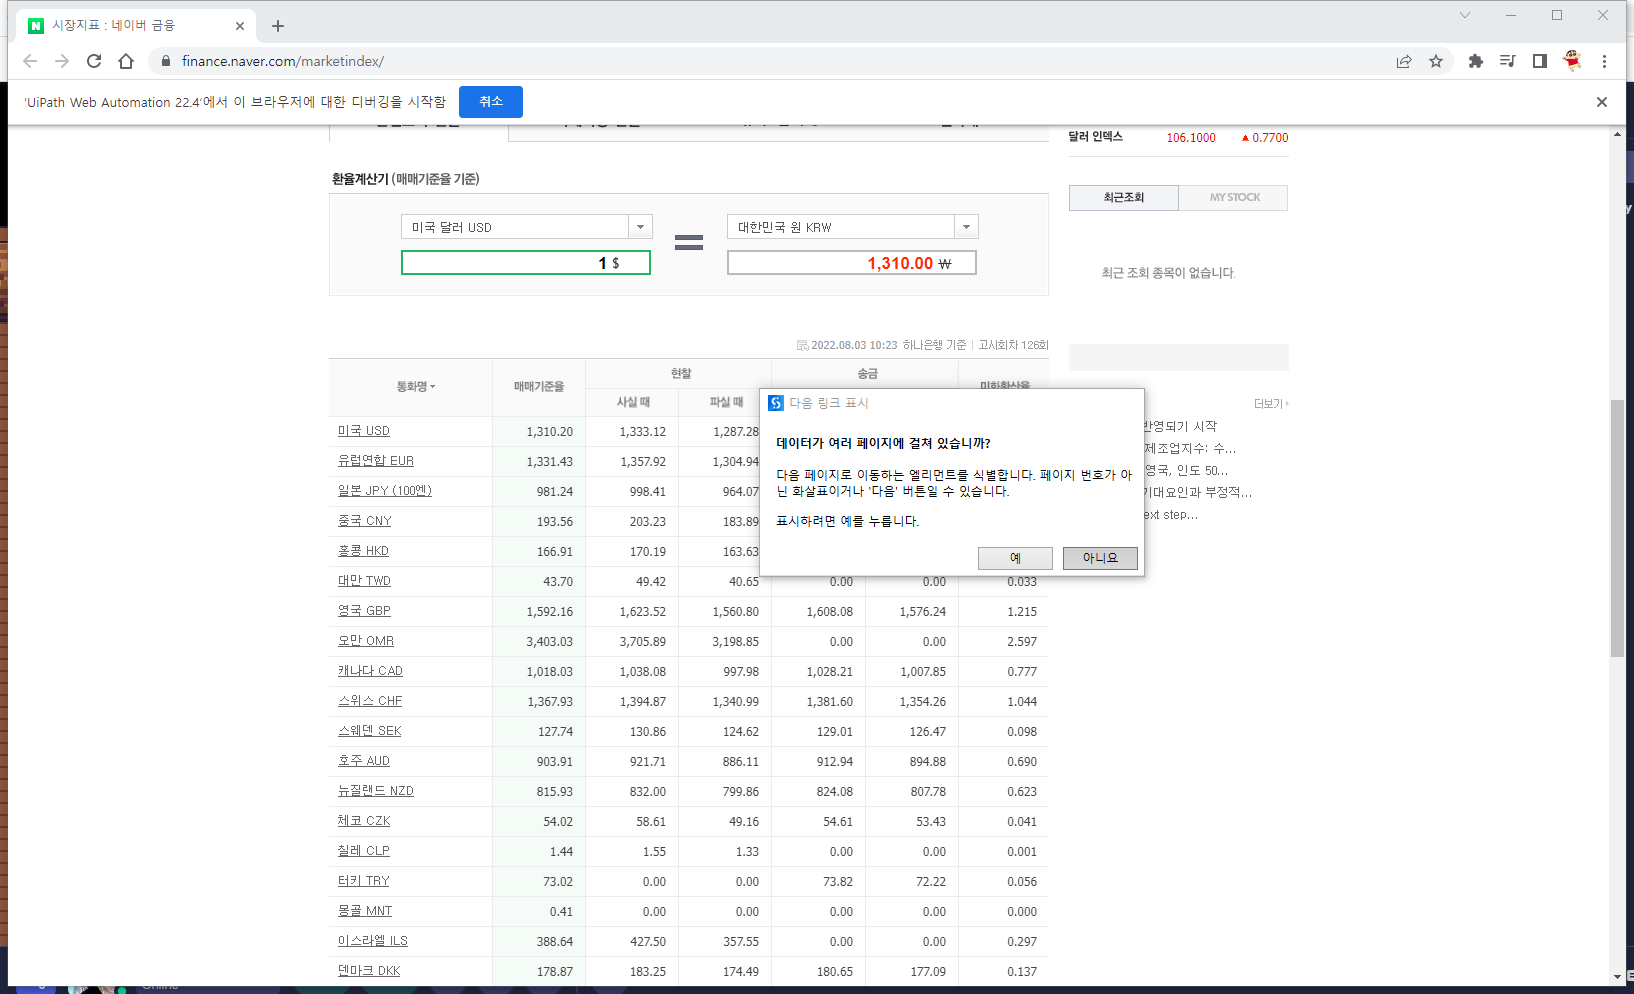 시장지표 : 네이버 금융
finance.naver.com/marketindex/
'UiPath Web Automation 22.4'에서 이 브라우저에 대한 디버깅을 시작함
취소
달러 인덱스 106.1000 ▲ 0.7700
환율계산기 (매매기준율 기준)
최근조회 MY STOCK
미국 달러 USD
대한민국 원 KRW
1 $
1,310.00 ₩
최근 조회 종목이 없습니다.
2022.08.03 10:23 하나은행 기준 | 고시회차 126회
통화명 매매기준율 현찰 송금 미화환산율
사실 때 파실 때
더보기
미국 USD 1,310.20 1,333.12 1,287.28
유럽연합 EUR 1,331.43 1,357.92 1,304.94
일본 JPY (100엔) 981.24 998.41 964.07
중국 CNY 193.56 203.23 183.89
홍콩 HKD 166.91 170.19 163.63
대만 TWD 43.70 49.42 40.65 0.00 0.00 0.033
영국 GBP 1,592.16 1,623.52 1,560.80 1,608.08 1,576.24 1.215
오만 OMR 3,403.03 3,705.89 3,198.85 0.00 0.00 2.597
캐나다 CAD 1,018.03 1,038.08 997.98 1,028.21 1,007.85 0.777
스위스 CHF 1,367.93 1,394.87 1,340.99 1,381.60 1,354.26 1.044
스웨덴 SEK 127.74 130.86 124.62 129.01 126.47 0.098
호주 AUD 903.91 921.71 886.11 912.94 894.88 0.690
뉴질랜드 NZD 815.93 832.00 799.86 824.08 807.78 0.623
체코 CZK 54.02 58.61 49.16 54.61 53.43 0.041
칠레 CLP 1.44 1.55 1.33 0.00 0.00 0.001
터키 TRY 73.02 0.00 0.00 73.82 72.22 0.056
몽골 MNT 0.41 0.00 0.00 0.00 0.00 0.000
이스라엘 ILS 388.64 427.50 357.55 0.00 0.00 0.297
덴마크 DKK 178.87 183.25 174.49 180.65 177.09 0.137
다음 링크 표시
데이터가 여러 페이지에 걸쳐 있습니까?
다음 페이지로 이동하는 엘리먼트를 식별합니다. 페이지 번호가 아
닌 화살표이거나 '다음' 버튼일 수 있습니다.
표시하려면 예를 누릅니다.
예 아니요
반영되기 시작
제조업지수: 수...
영국, 인도 50...
기대요인과 부정적...
ext step...
Online